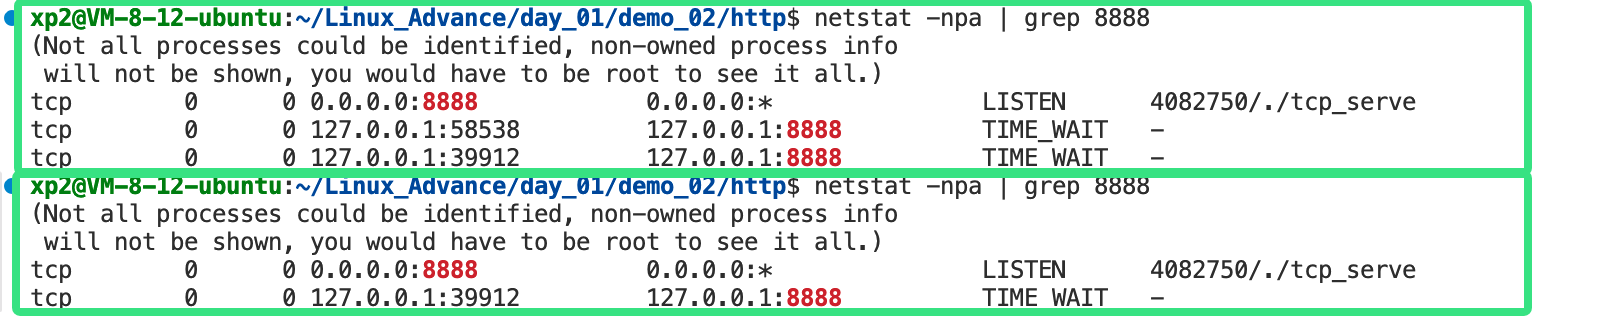 xp2@VM-8-12-ubuntu:~/Linux_Advance/day_01/demo_02/http$ netstat -npa | grep 8888
(Not all processes could be identified, non-owned process info
 will not be shown, you would have to be root to see it all.)
tcp        0      0 0.0.0.0:8888            0.0.0.0:*               LISTEN      4082750/./tcp_serve
tcp        0      0 127.0.0.1:58538         127.0.0.1:8888          TIME_WAIT   -
tcp        0      0 127.0.0.1:39912         127.0.0.1:8888          TIME_WAIT   -
xp2@VM-8-12-ubuntu:~/Linux_Advance/day_01/demo_02/http$ netstat -npa | grep 8888
(Not all processes could be identified, non-owned process info
 will not be shown, you would have to be root to see it all.)
tcp        0      0 0.0.0.0:8888            0.0.0.0:*               LISTEN      4082750/./tcp_serve
tcp        0      0 127.0.0.1:39912         127.0.0.1:8888          TIME_WAIT   -